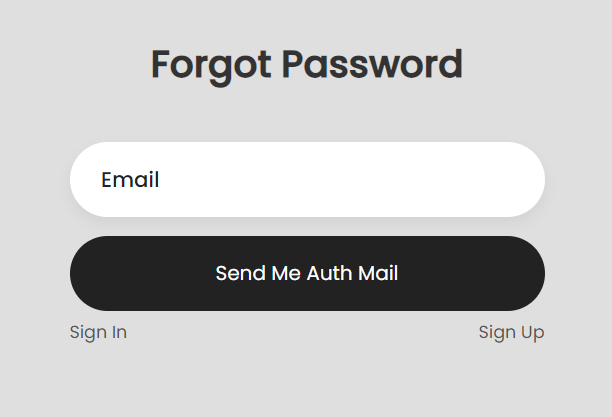 Forgot Password
Email
Send Me Auth Mail
Sign In
Sign Up